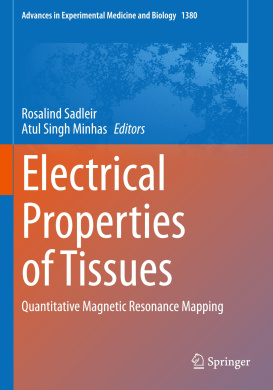 Advances in Experimental Medicine and Biology 1380
Rosalind Sadleir
Atul Singh Minhas Editors
Electrical
Properties
of Tissues
Quantitative Magnetic Resonance Mapping
Springer